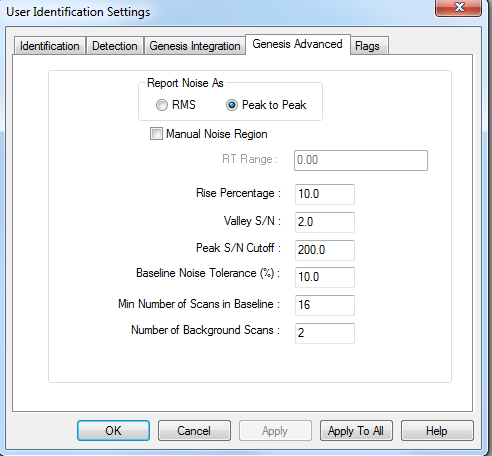 User Identification Settings
Identification Detection Genesis Integration Genesis Advanced Flags
Report Noise As
RMS Peak to Peak
Manual Noise Region
RT Range : 0.00
Rise Percentage : 10.0
Valley S/N : 2.0
Peak S/N Cutoff : 200.0
Baseline Noise Tolerance (%) : 10.0
Min Number of Scans in Baseline : 16
Number of Background Scans : 2
OK Cancel Apply Apply To All Help